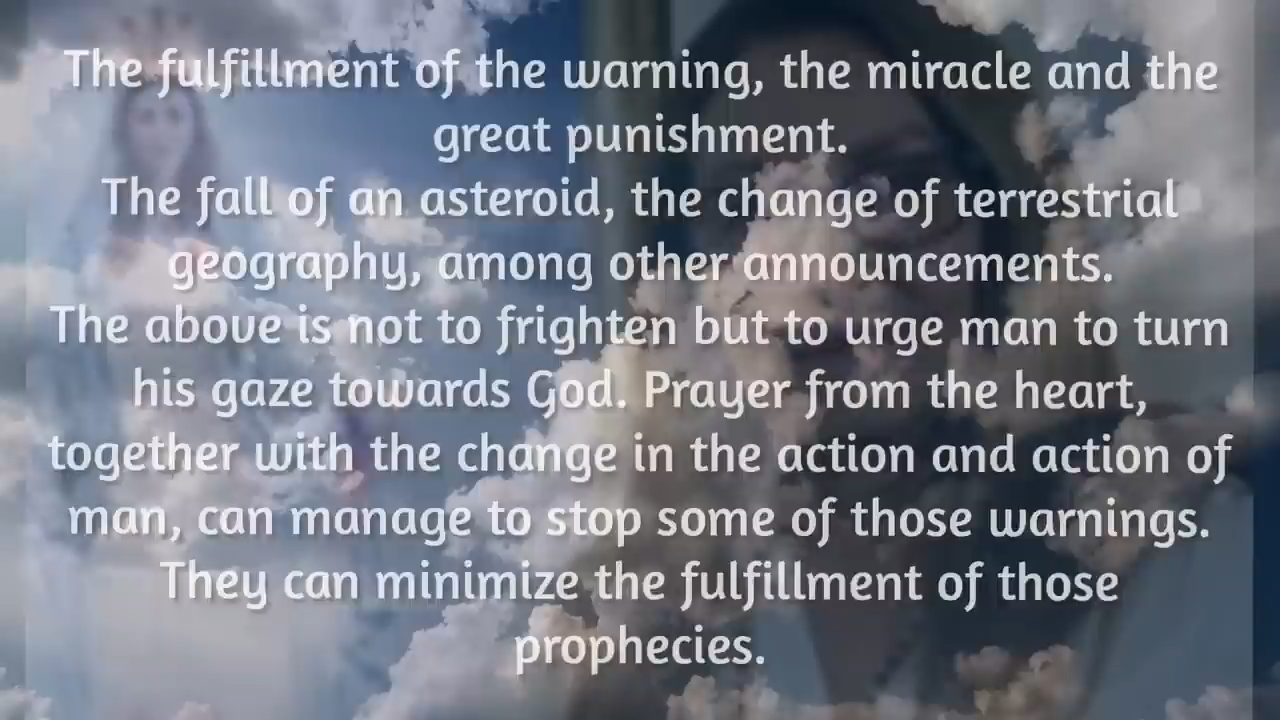 The fulfillment of the warning, the miracle and the
great punishment.
The fall of an asteroid, the change of terrestrial
geography, among other announcements.
The above is not to frighten but to urge man to turn
his gaze towards God. Prayer from the heart,
together with the change in the action and action of
man, can manage to stop some of those warnings.
They can minimize the fulfillment of those
prophecies.